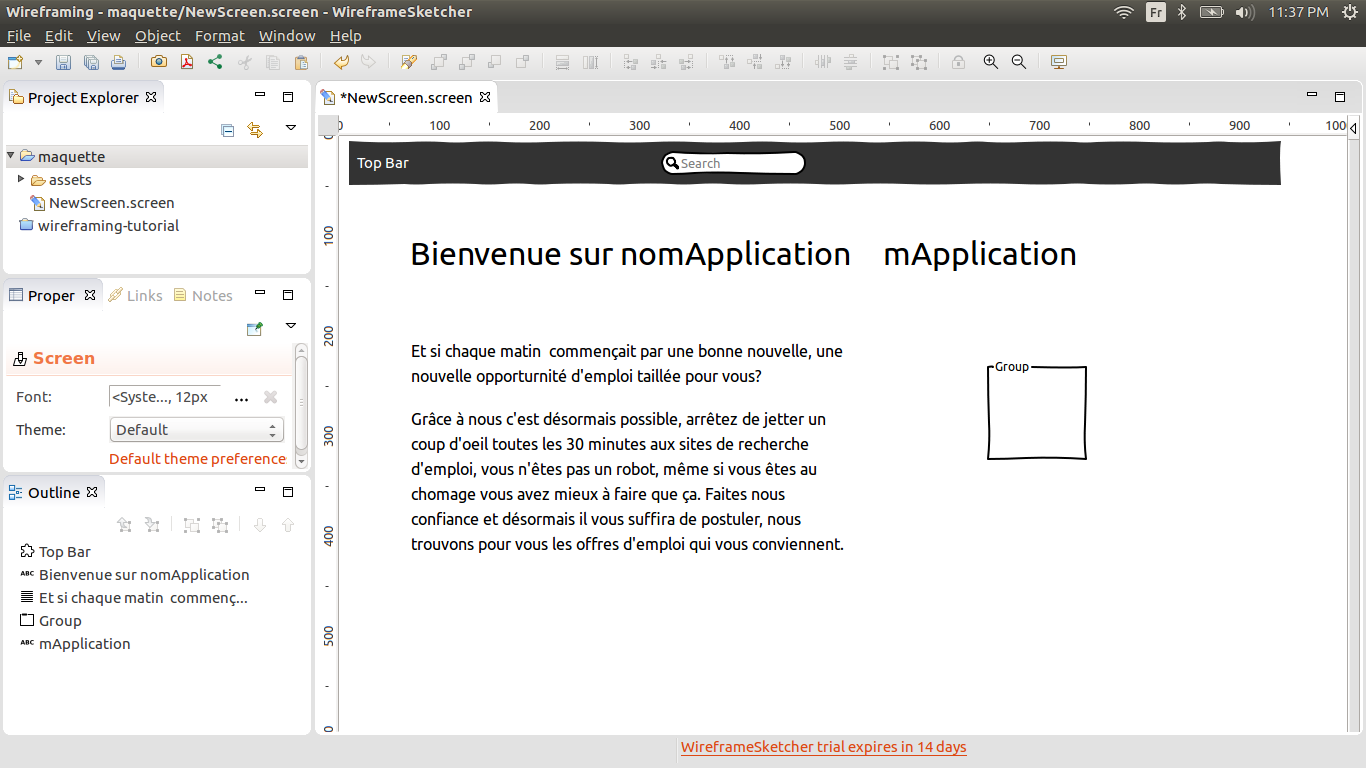 Wireframing - maquette/NewScreen.screen - WireframeSketcher
Fr
11:37 PM
File Edit View Object Format Window Help
Project Explorer
*NewScreen.screen
0 100 200 300 400 500 600 700 800 900 100
maquette
assets
NewScreen.screen
wireframing-tutorial
Proper Links Notes
Screen
Font: <Syste..., 12px ...
Theme: Default
Default theme preference
Outline
Top Bar
Bienvenue sur nomApplication
Et si chaque matin  commenç...
Group
mApplication
0
100
200
300
400
500
0
Top Bar Search
Bienvenue sur nomApplication mApplication
Et si chaque matin  commençait par une bonne nouvelle, une
nouvelle opporturnité d'emploi taillée pour vous?
Grâce à nous c'est désormais possible, arrêtez de jetter un
coup d'oeil toutes les 30 minutes aux sites de recherche
d'emploi, vous n'êtes pas un robot, même si vous êtes au
chomage vous avez mieux à faire que ça. Faites nous
confiance et désormais il vous suffira de postuler, nous
trouvons pour vous les offres d'emploi qui vous conviennent.
Group
WireframeSketcher trial expires in 14 days